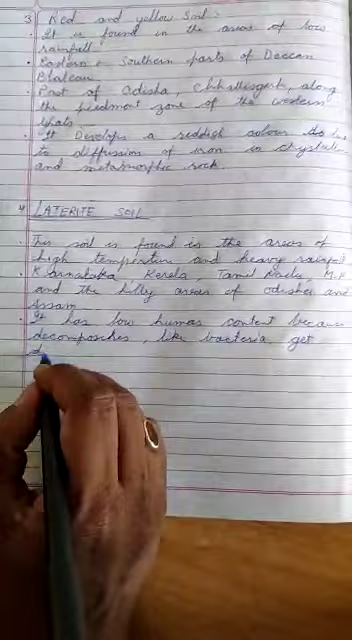 3 Red and yellow Soil :
. It is found in the areas of low
rainfall
. Eastern & Southern parts of Deccan
Plateau
. Part of Odisha, Chhattisgarh, along
the piedmont zone of the western
Ghats
. It Develops a reddish colour due
to diffusion of iron in crystalline
and metamorphic rock.
4 LATERITE SOIL
. This soil is found in the areas of
high temperature and heavy rainfall
. Karnataka, Kerela, Tamil Nadu, M.P
and the hilly areas of odisha and
Assam
. It has low humas content because
decomposers, like bacteria, get
d